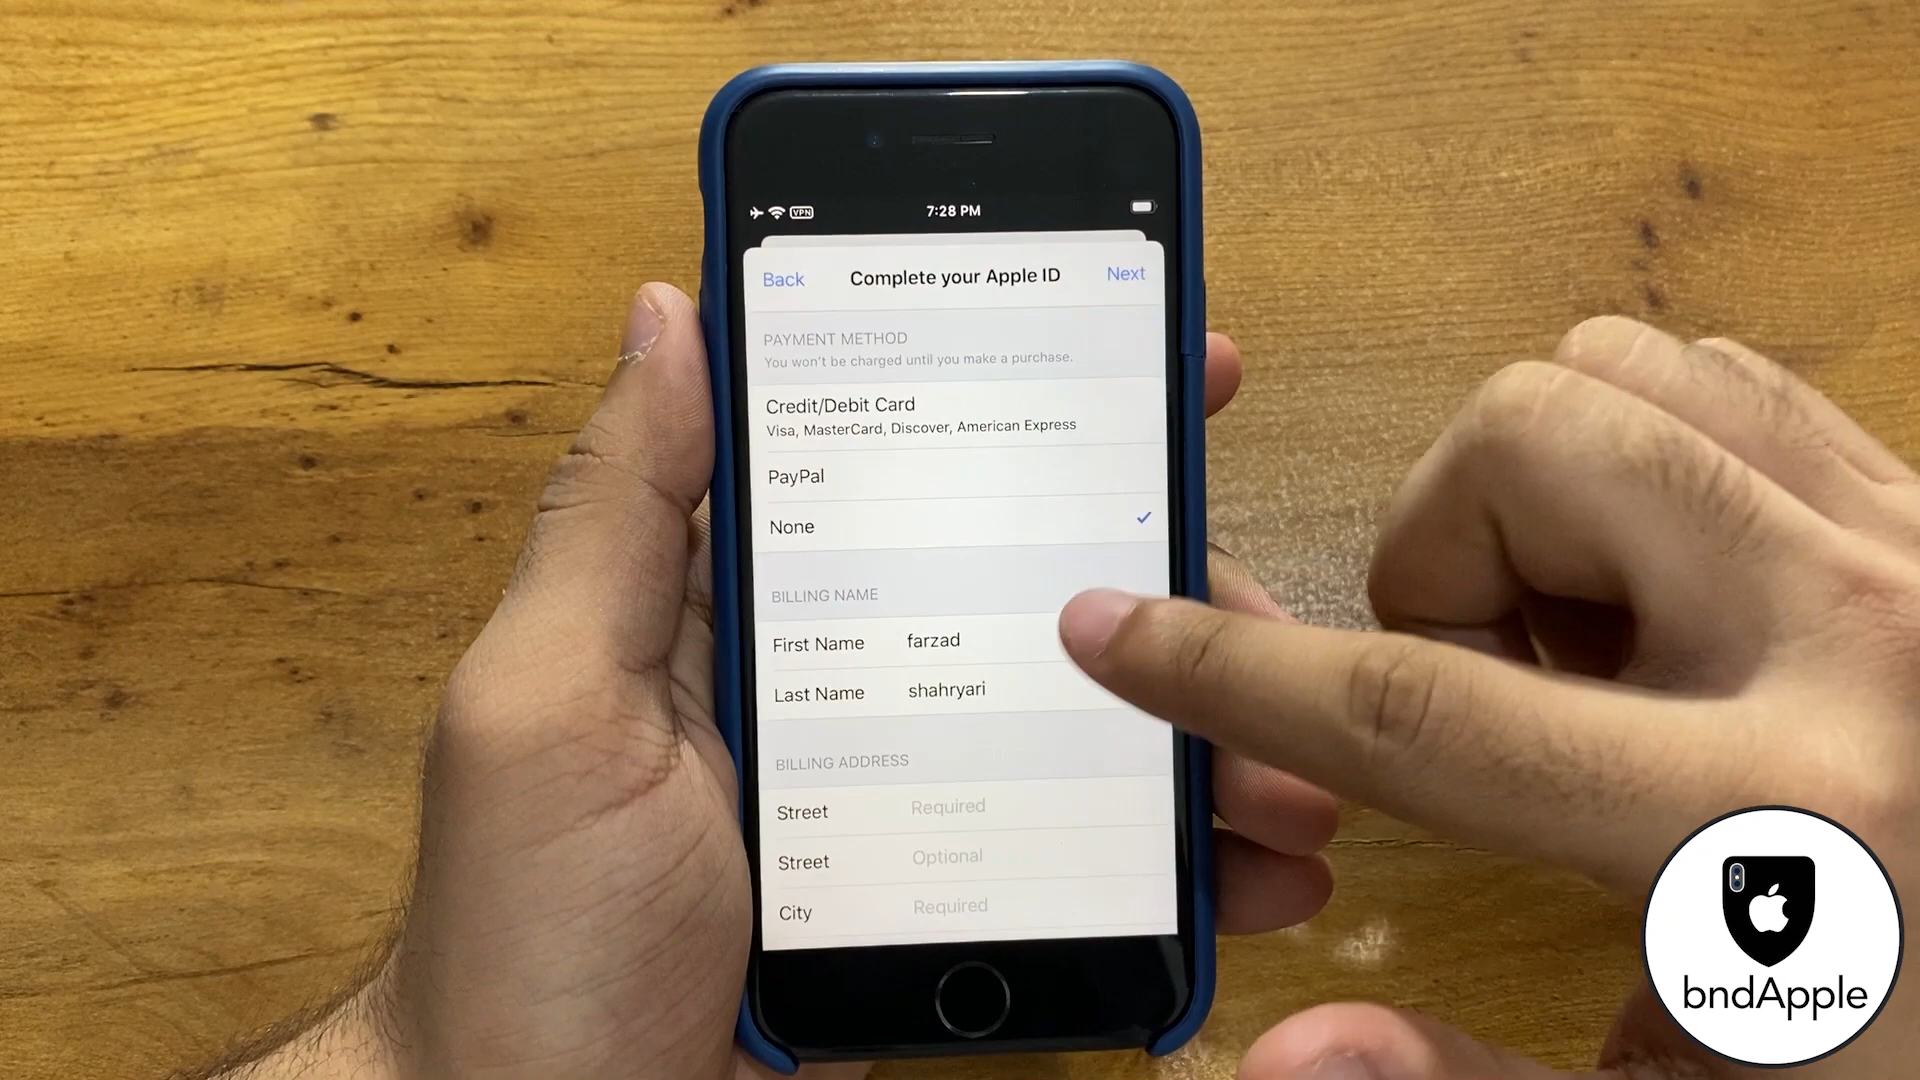 VPN
7:28 PM
Back Complete your Apple ID Next
PAYMENT METHOD
You won't be charged until you make a purchase.
Credit/Debit Card
Visa, MasterCard, Discover, American Express
PayPal
None
BILLING NAME
First Name farzad
Last Name shahryari
BILLING ADDRESS
Street Required
Street Optional
City Required
bndApple